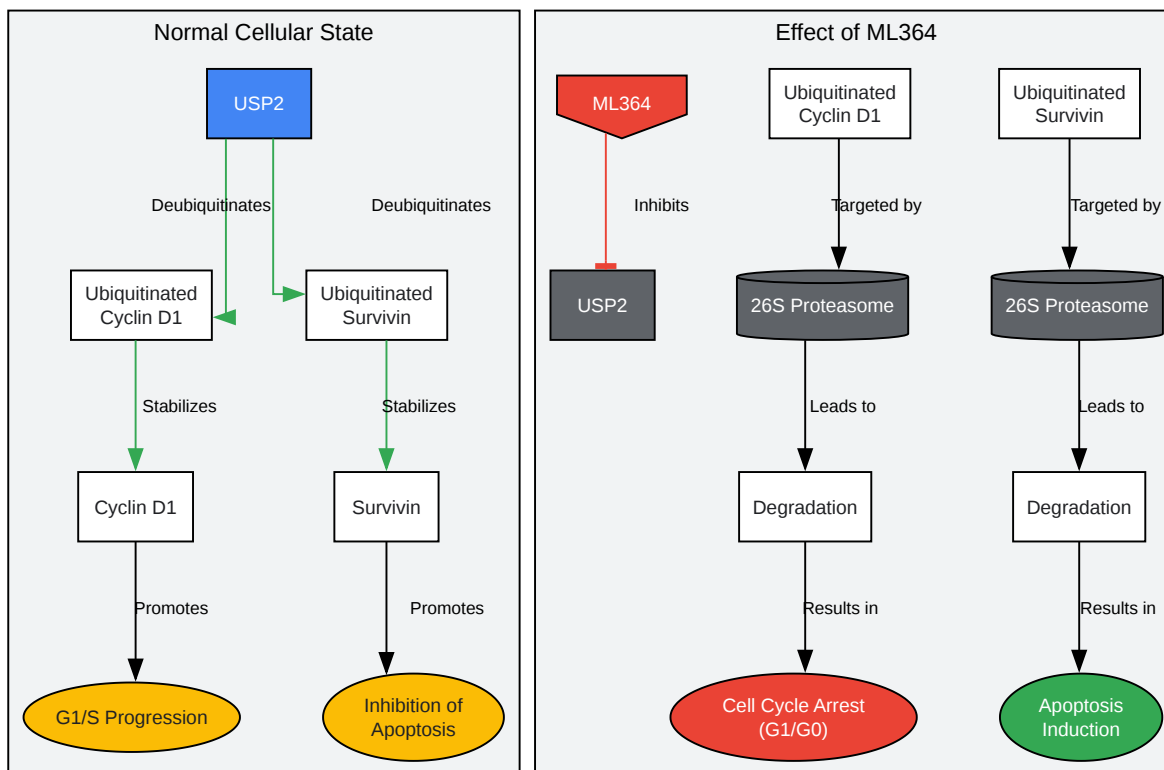 Normal Cellular State
USP2
Deubiquitinates
Deubiquitinates
Ubiquitinated
Cyclin D1
Ubiquitinated
Survivin
Stabilizes
Stabilizes
Cyclin D1
Survivin
Promotes
Promotes
G1/S Progression
Inhibition of
Apoptosis
Effect of ML364
ML364
Ubiquitinated
Cyclin D1
Ubiquitinated
Survivin
Inhibits
Targeted by
Targeted by
USP2
26S Proteasome
26S Proteasome
Leads to
Leads to
Degradation
Degradation
Results in
Results in
Cell Cycle Arrest
(G1/G0)
Apoptosis
Induction